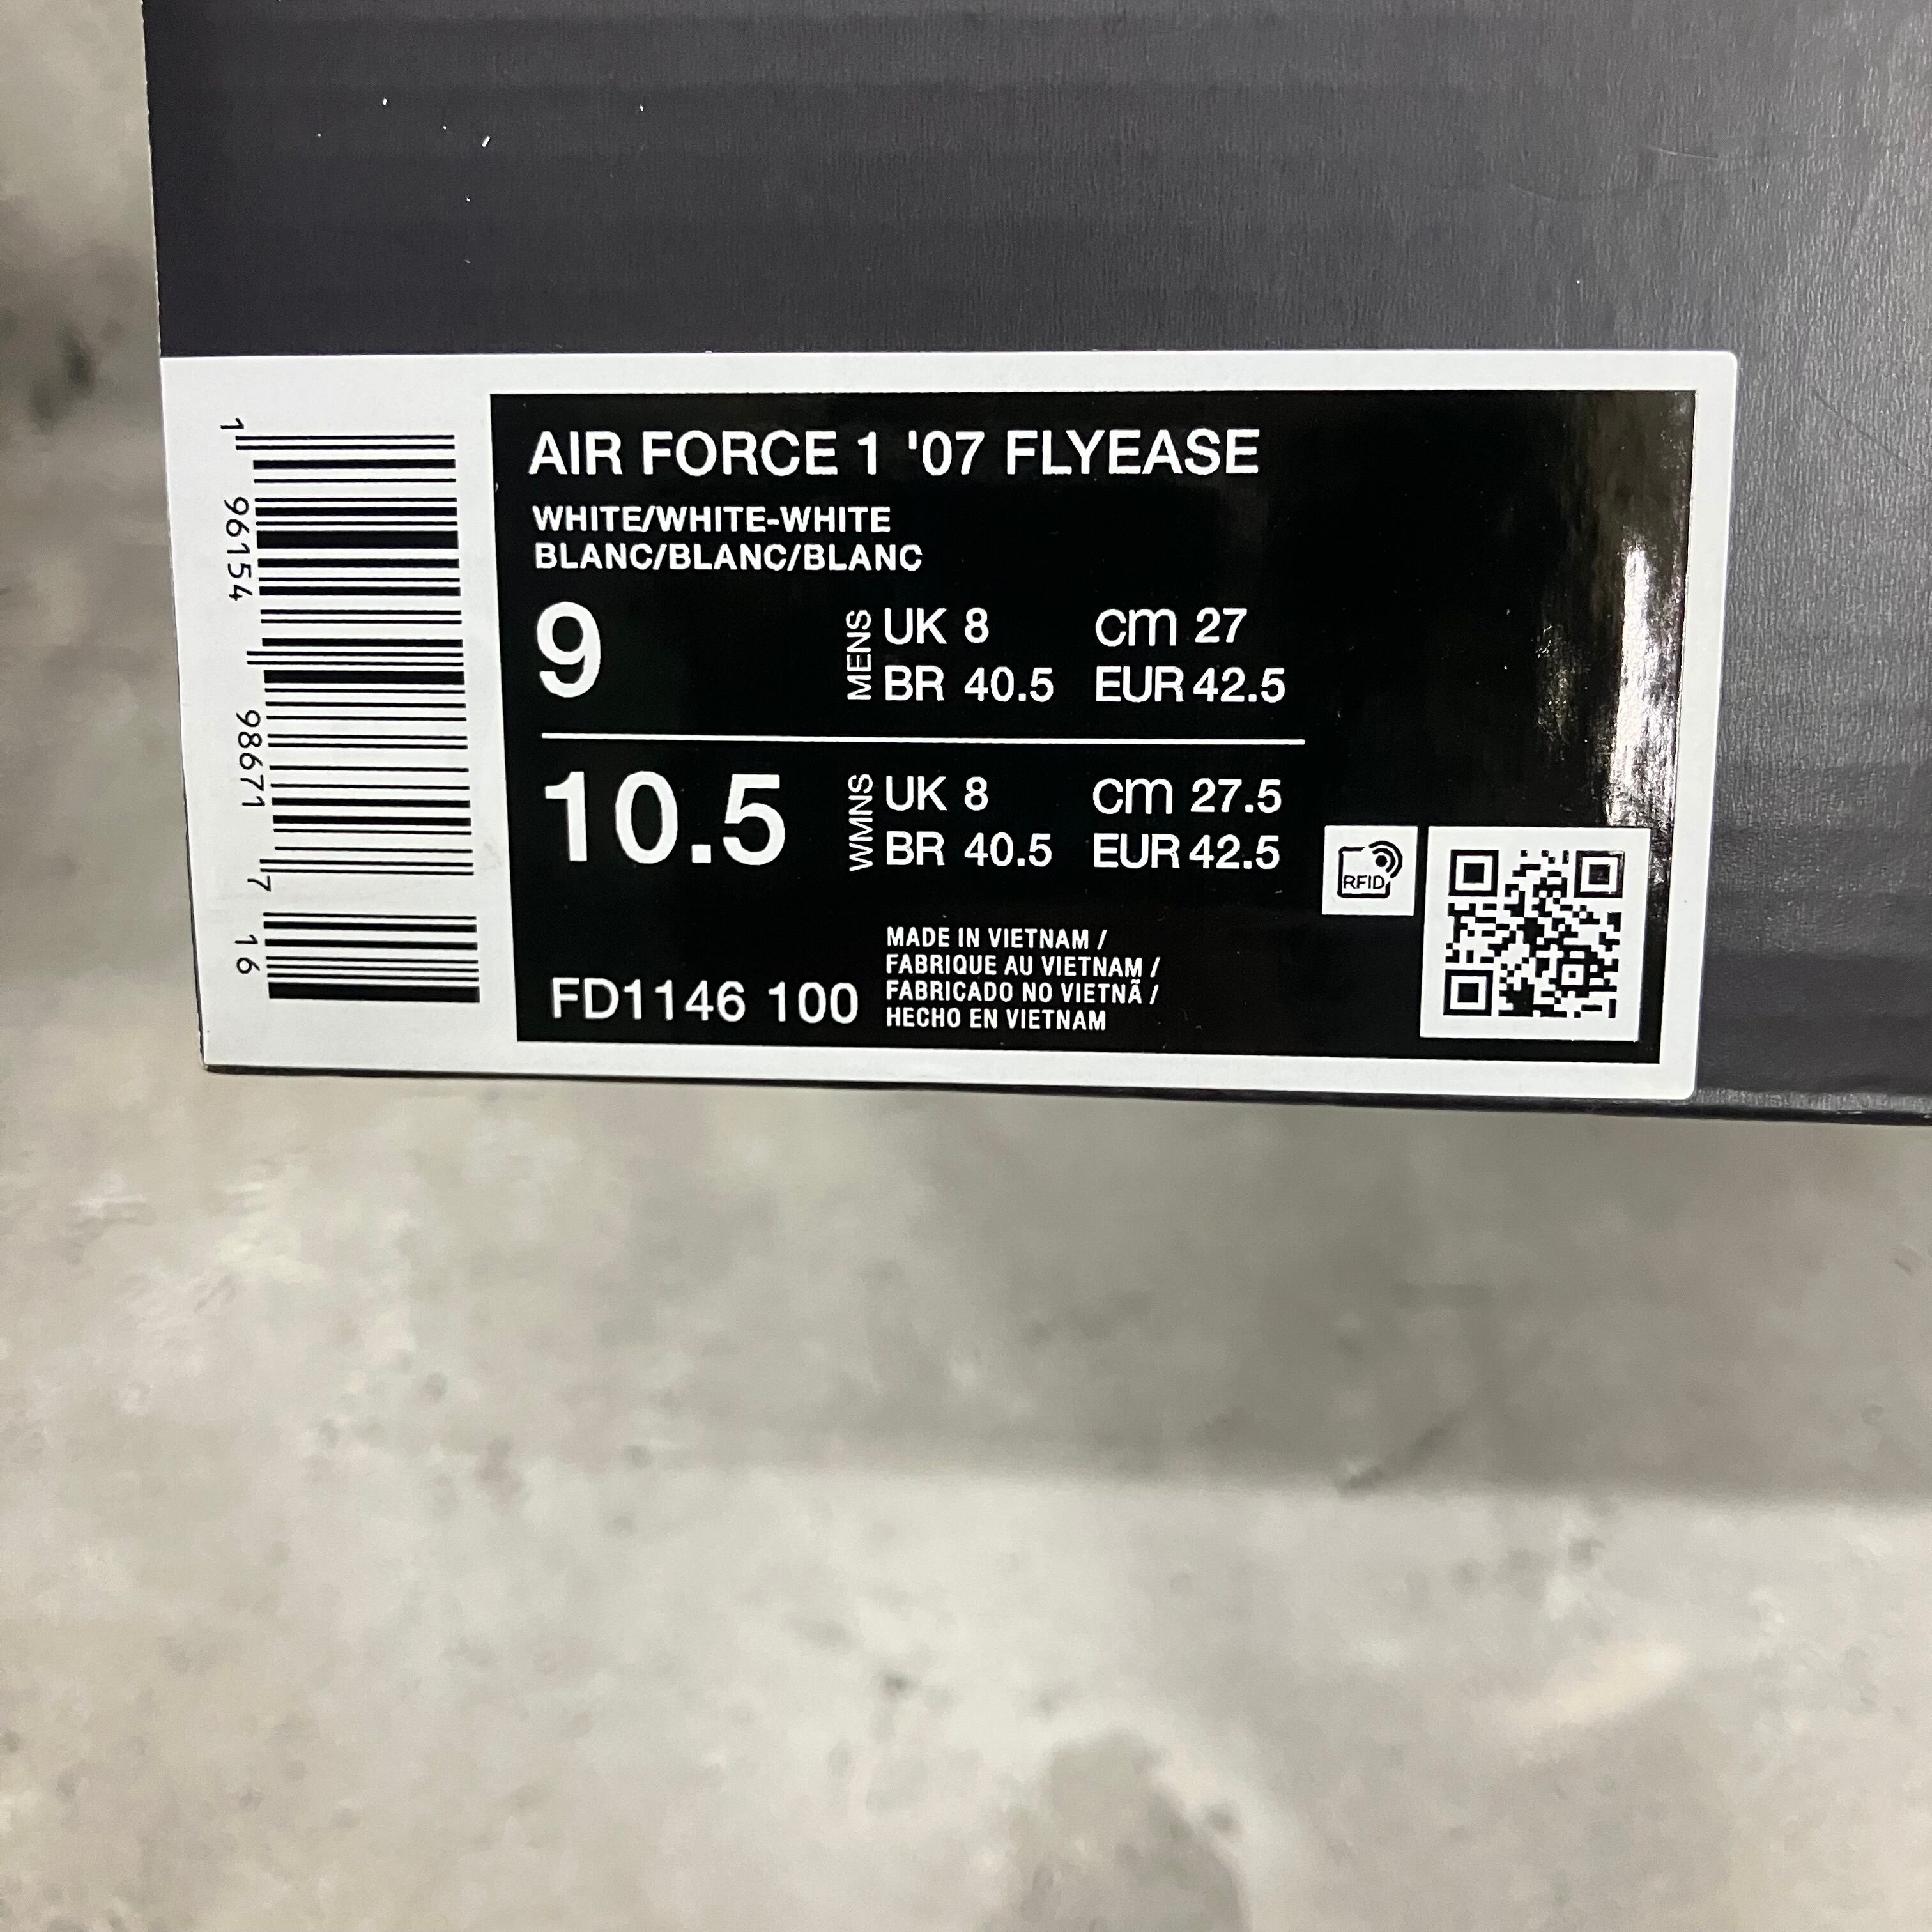 AIR FORCE 1 '07 FLYEASE
WHITE/WHITE-WHITE
BLANC/BLANC/BLANC
9
MENS
UK 8 cm 27
BR 40.5 EUR 42.5
10.5
WMNS
UK 8 cm 27.5
BR 40.5 EUR 42.5
FD1146 100
MADE IN VIETNAM /
FABRIQUE AU VIETNAM /
FABRICADO NO VIETNÃ /
HECHO EN VIETNAM
RFID
1 96154 98671 7 16